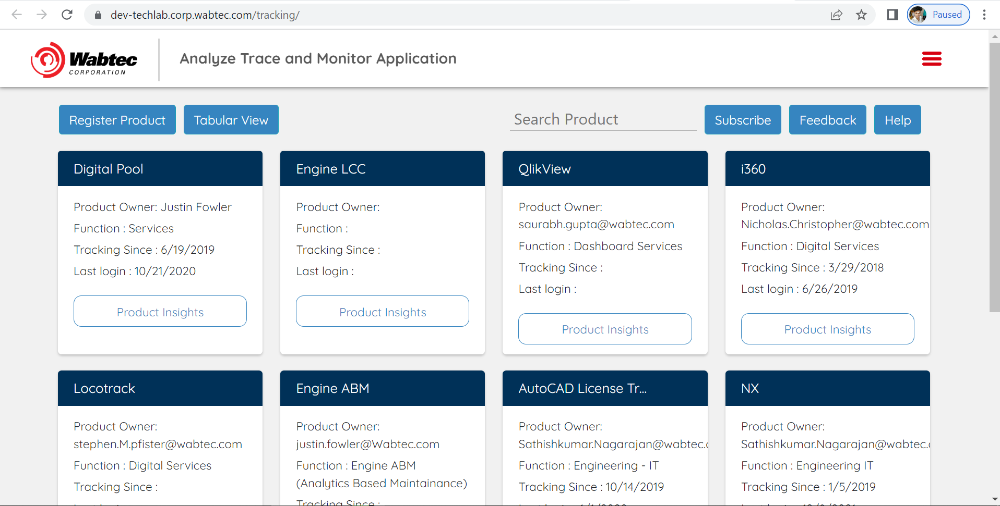 dev-techlab.corp.wabtec.com/tracking/
Paused
Wabtec
CORPORATION
Analyze Trace and Monitor Application
Register Product
Tabular View
Search Product
Subscribe
Feedback
Help
Digital Pool
Product Owner: Justin Fowler
Function : Services
Tracking Since : 6/19/2019
Last login : 10/21/2020
Product Insights
Engine LCC
Product Owner:
Function :
Tracking Since :
Last login :
Product Insights
QlikView
Product Owner:
saurabh.gupta@wabtec.com
Function : Dashboard Services
Tracking Since :
Last login :
Product Insights
i360
Product Owner:
Nicholas.Christopher@wabtec.com
Function : Digital Services
Tracking Since : 3/29/2018
Last login : 6/26/2019
Product Insights
Locotrack
Product Owner:
stephen.M.pfister@wabtec.com
Function : Digital Services
Tracking Since :
Engine ABM
Product Owner:
justin.fowler@Wabtec.com
Function : Engine ABM
(Analytics Based Maintainance)
Tracking Since :
AutoCAD License Tr...
Product Owner:
Sathishkumar.Nagarajan@wabtec.
Function : Engineering - IT
Tracking Since : 10/14/2019
NX
Product Owner:
Sathishkumar.Nagarajan@wabtec.
Function : Engineering IT
Tracking Since : 1/5/2019